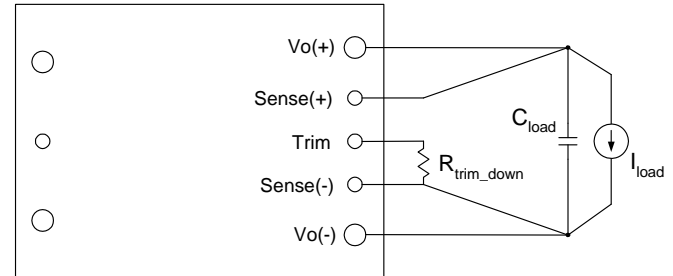 Vo(+)
Sense(+)
C_load
Trim
R_trim_down
I_load
Sense(-)
Vo(-)